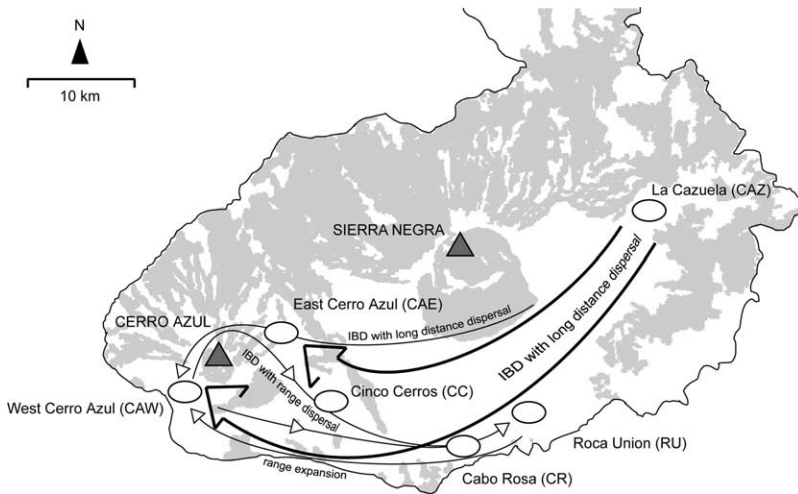 N
10 km
La Cazuela (CAZ)
SIERRA NEGRA
IBD with long distance dispersal
East Cerro Azul (CAE)
CERRO AZUL
IBD with long distance dispersal
IBD with range dispersal
Cinco Cerros (CC)
West Cerro Azul (CAW)
Roca Union (RU)
range expansion
Cabo Rosa (CR)